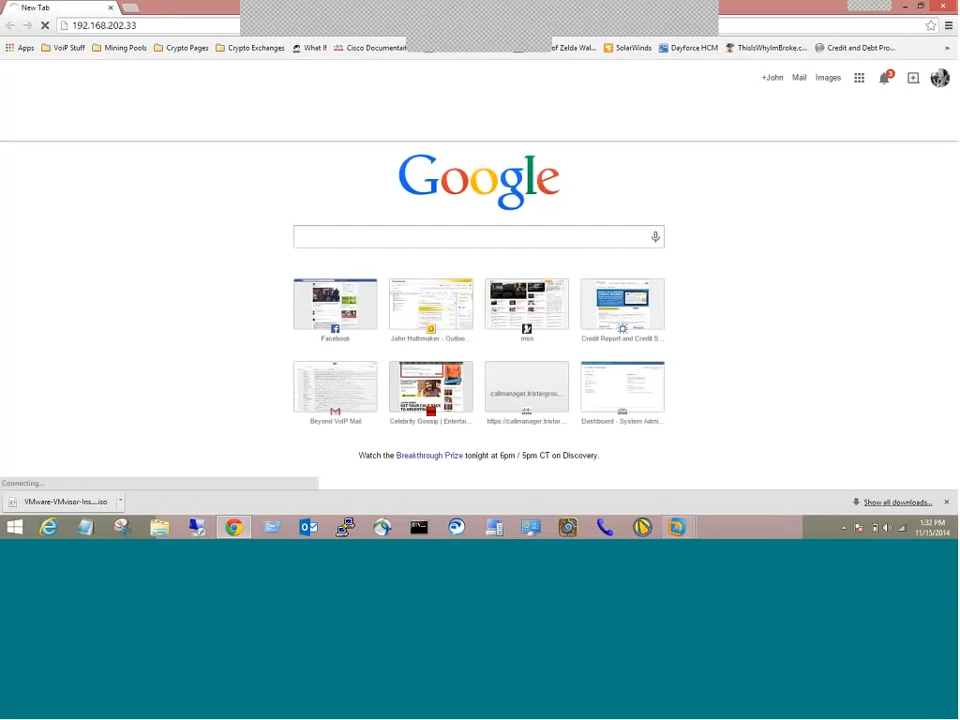 New Tab
192.168.202.33
Apps VoIP Stuff Mining Pools Crypto Pages Crypto Exchanges What If Cisco Documentati of Zelda Wal... SolarWinds Dayforce HCM ThisIsWhyImBroke.c... Credit and Debt Pro... »
+John Mail Images 3
Google
Facebook John Huthmaker - Outloo... msn Credit Report and Credit S...
callmanager.tristargrou...
Beyond VoIP Mail Celebrity Gossip | Entertai... https://callmanager.tristar... Dashboard - System Admi...
Watch the Breakthrough Prize tonight at 6pm / 5pm CT on Discovery.
Connecting...
VMware-VMvisor-Ins....iso Show all downloads...
1:32 PM
11/15/2014